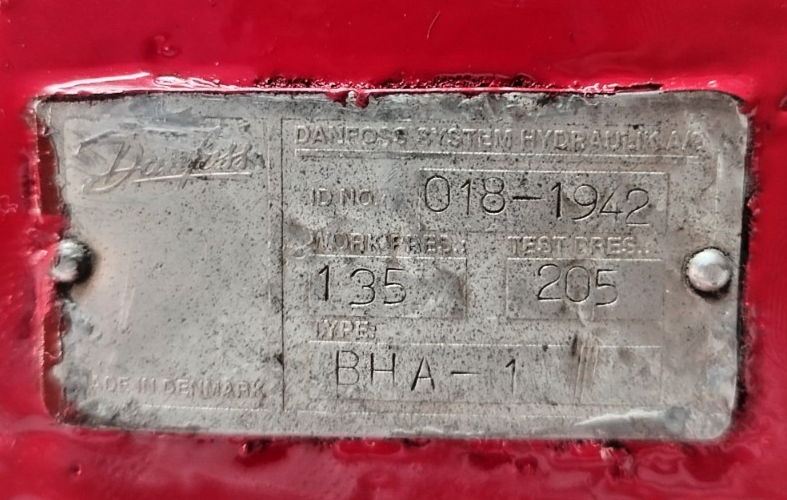 Danfoss
DANFOSS SYSTEM HYDRAULIK A/S
ID NO. 018-1942
WORK PRES.: TEST PRES.:
135 205
TYPE:
BHA-1
MADE IN DENMARK